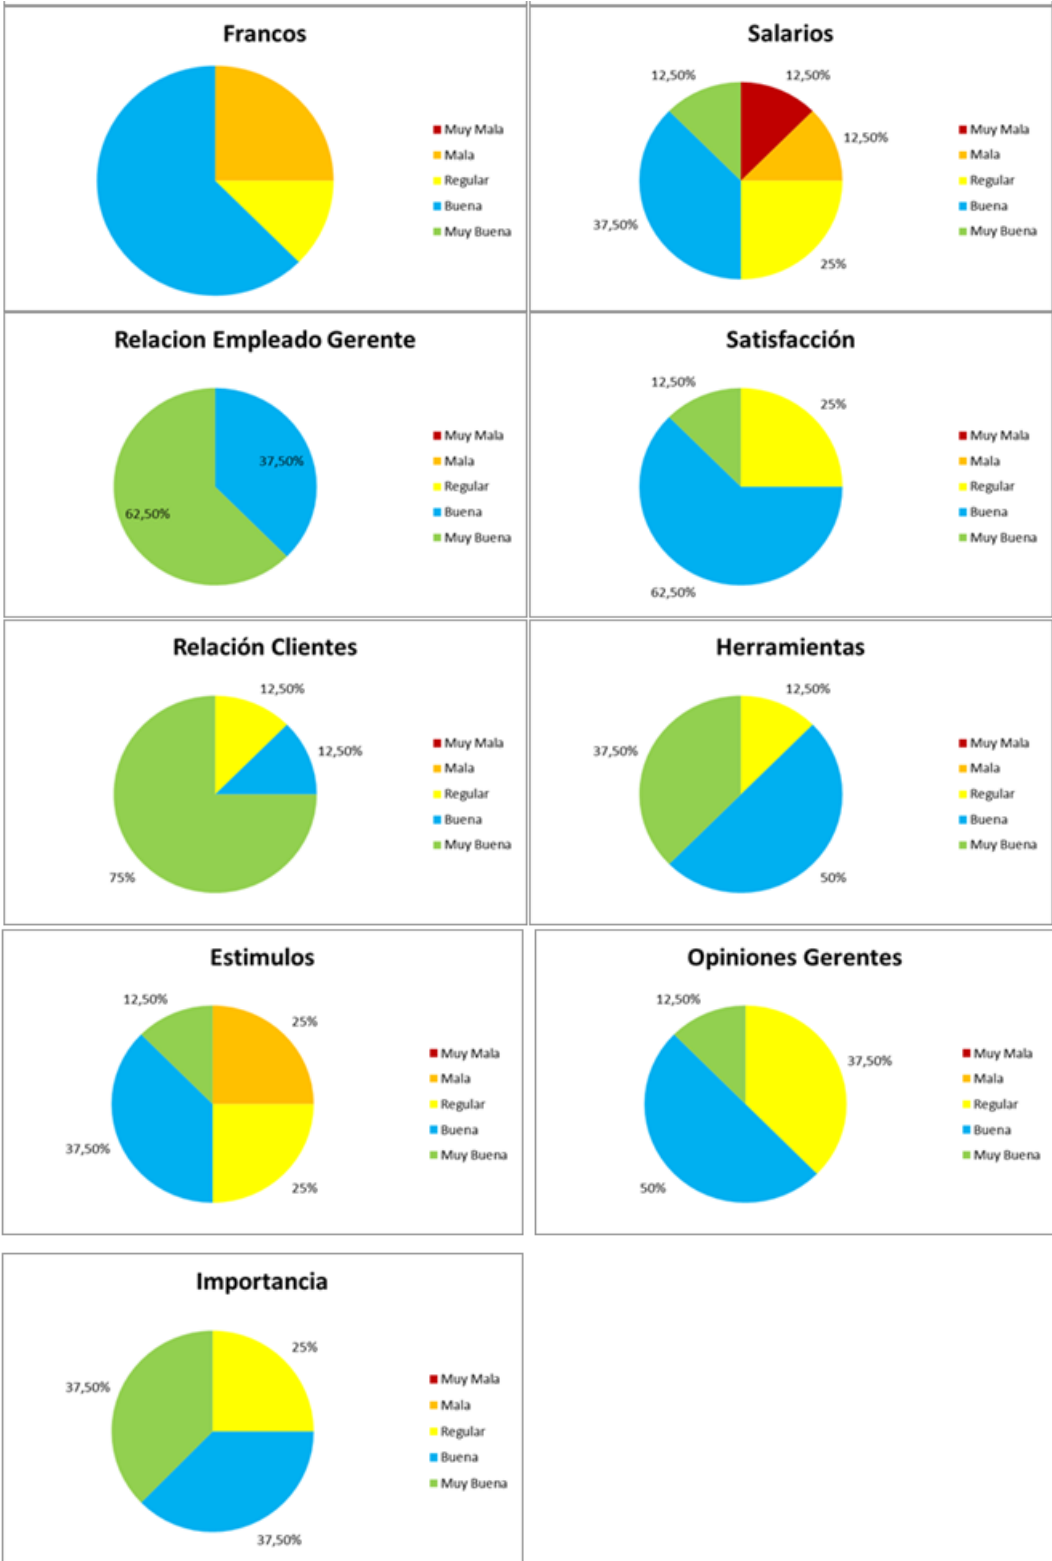 Francos
Muy Mala
Mala
Regular
Buena
Muy Buena
Salarios
12,50%
12,50%
12,50%
37,50%
25%
Muy Mala
Mala
Regular
Buena
Muy Buena
Relacion Empleado Gerente
37,50%
62,50%
Muy Mala
Mala
Regular
Buena
Muy Buena
Satisfacción
12,50%
25%
62,50%
Muy Mala
Mala
Regular
Buena
Muy Buena
Relación Clientes
12,50%
12,50%
75%
Muy Mala
Mala
Regular
Buena
Muy Buena
Herramientas
12,50%
37,50%
50%
Muy Mala
Mala
Regular
Buena
Muy Buena
Estimulos
12,50%
25%
37,50%
25%
Muy Mala
Mala
Regular
Buena
Muy Buena
Opiniones Gerentes
12,50%
37,50%
50%
Muy Mala
Mala
Regular
Buena
Muy Buena
Importancia
25%
37,50%
37,50%
Muy Mala
Mala
Regular
Buena
Muy Buena